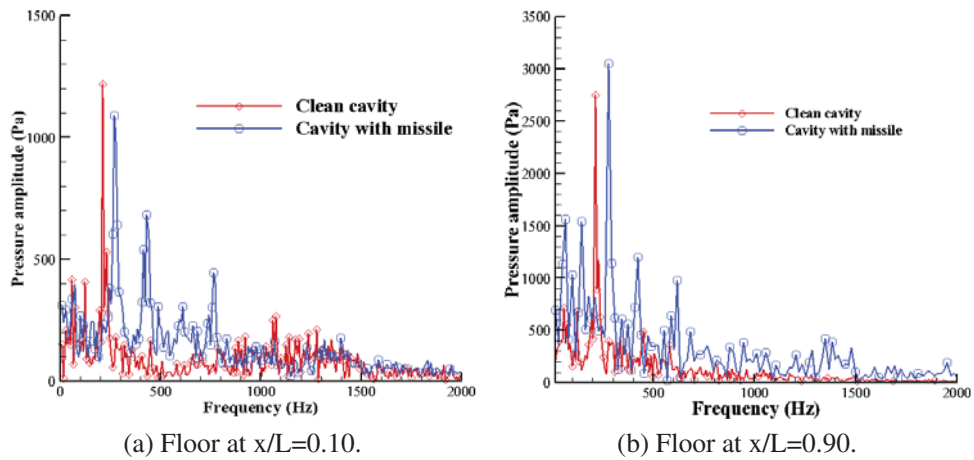 1500
1000
500
0
Pressure amplitude (Pa)
Clean cavity
Cavity with missile
500
1000
1500
2000
Frequency (Hz)
(a) Floor at x/L=0.10.
3500
3000
2500
2000
1500
1000
500
0
Pressure amplitude (Pa)
Clean cavity
Cavity with missile
500
1000
1500
2000
Frequency (Hz)
(b) Floor at x/L=0.90.